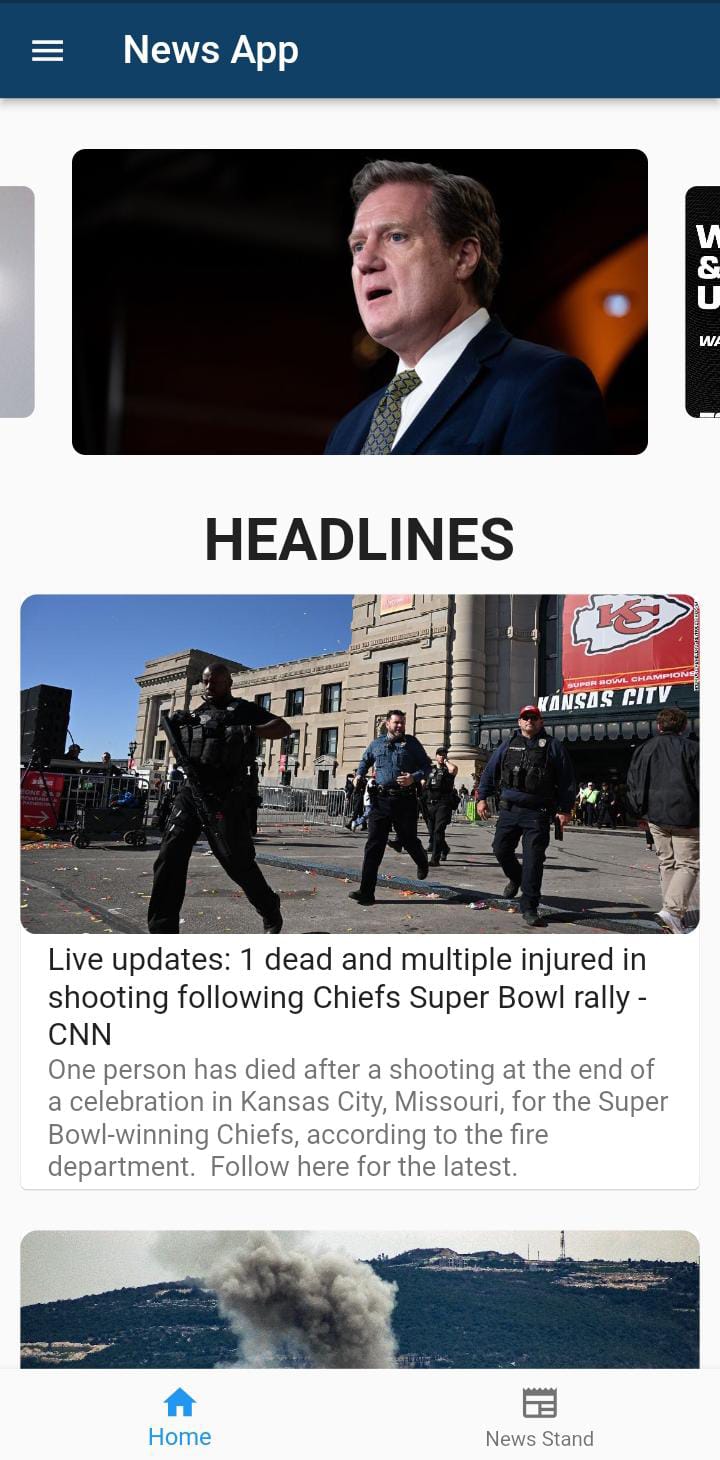 News App
W
&
U
WA
HEADLINES
KC
SUPER BOWL CHAMPIONS
KANSAS CITY
Live updates: 1 dead and multiple injured in
shooting following Chiefs Super Bowl rally -
CNN
One person has died after a shooting at the end of
a celebration in Kansas City, Missouri, for the Super
Bowl-winning Chiefs, according to the fire
department.  Follow here for the latest.
Home
News Stand